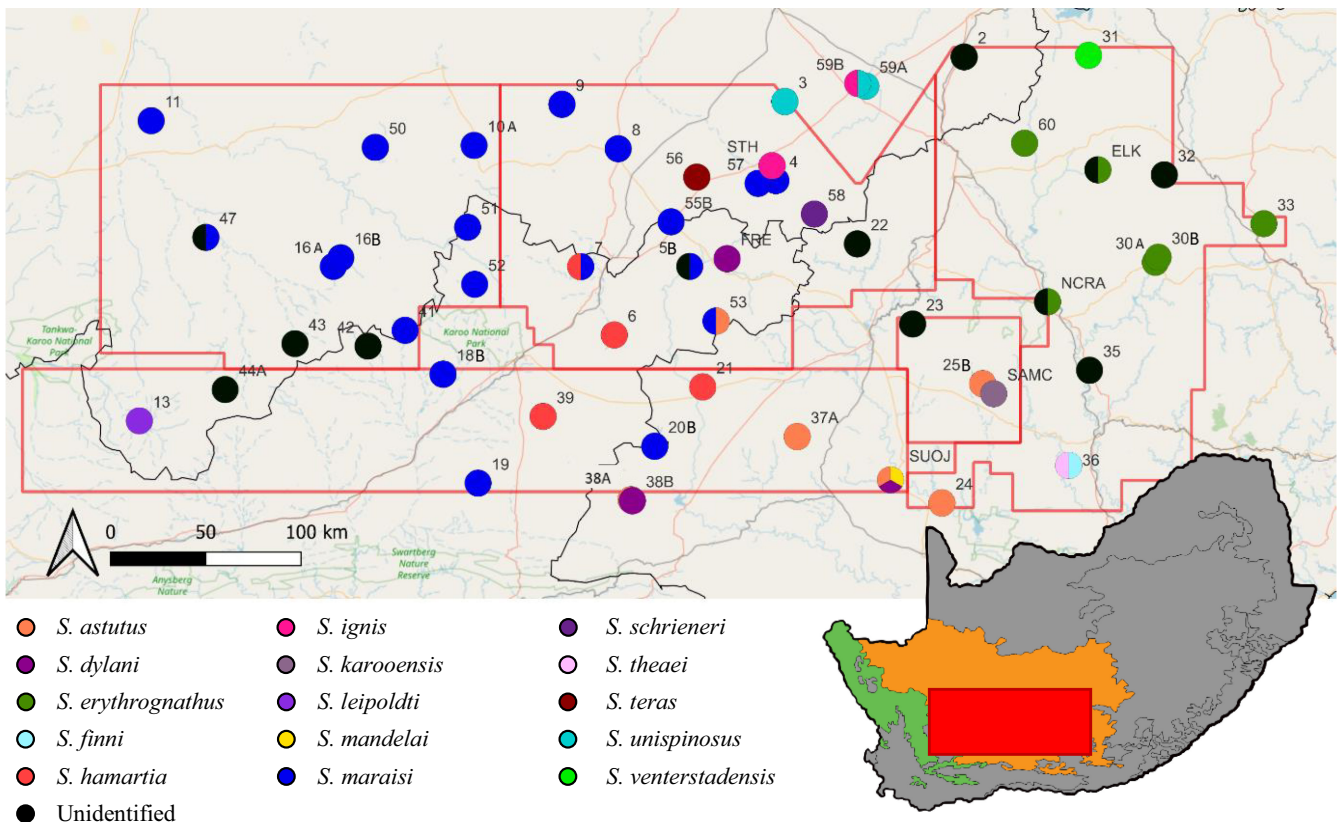 2
31
59B
59A
3
9
11
50
10A
8
60
STH
4
ELK
56
57
32
58
55B
33
47
51
22
16A
16B
7
5B
FRE
30A
30B
52
NCRA
53
43
42
41
6
23
Tankwa-
Karoo National
Park
Karoo National
Park
35
44A
18B
21
25B
SAMC
13
39
37A
20B
SUOJ
36
19
38A
38B
24
0 50 100 km
Anysberg
Nature
Swartberg
Nature
Reserve
S. astutus
S. ignis
S. schrieneri
S. dylani
S. karooensis
S. theaei
S. erythrognathus
S. leipoldti
S. teras
S. finni
S. mandelai
S. unispinosus
S. hamartia
S. maraisi
S. venterstadensis
Unidentified